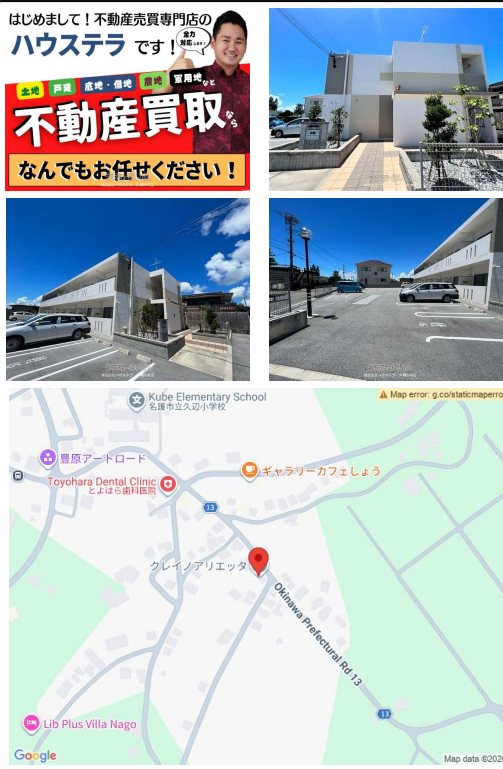 はじめまして！不動産売買専門店の
ハウステラ です！
全力
対応します！
土地 戸建 底地・借地 農地 軍用地など
不動産買取なら
なんでもお任せください！
Map error: g.co/staticmaperro
Kube Elementary School
名護市立久辺小学校
豊原アートロード
Toyohara Dental Clinic
とよはら歯科医院
ギャラリーカフェしょう
13
クレイノアリエッタ
Okinawa Prefectural Rd 13
13
Lib Plus Villa Nago
Google
Map data ©202